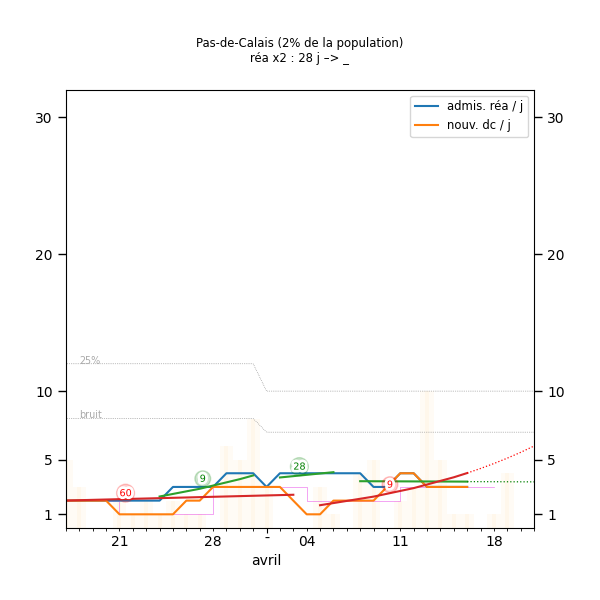 Pas-de-Calais (2% de la population)
réa x2 : 28 j –> _
admis. réa / j
nouv. dc / j
30 30
20 20
25%
10 10
bruit
5 5
28
9
60
9
1 1
21 28 - 04 11 18
avril